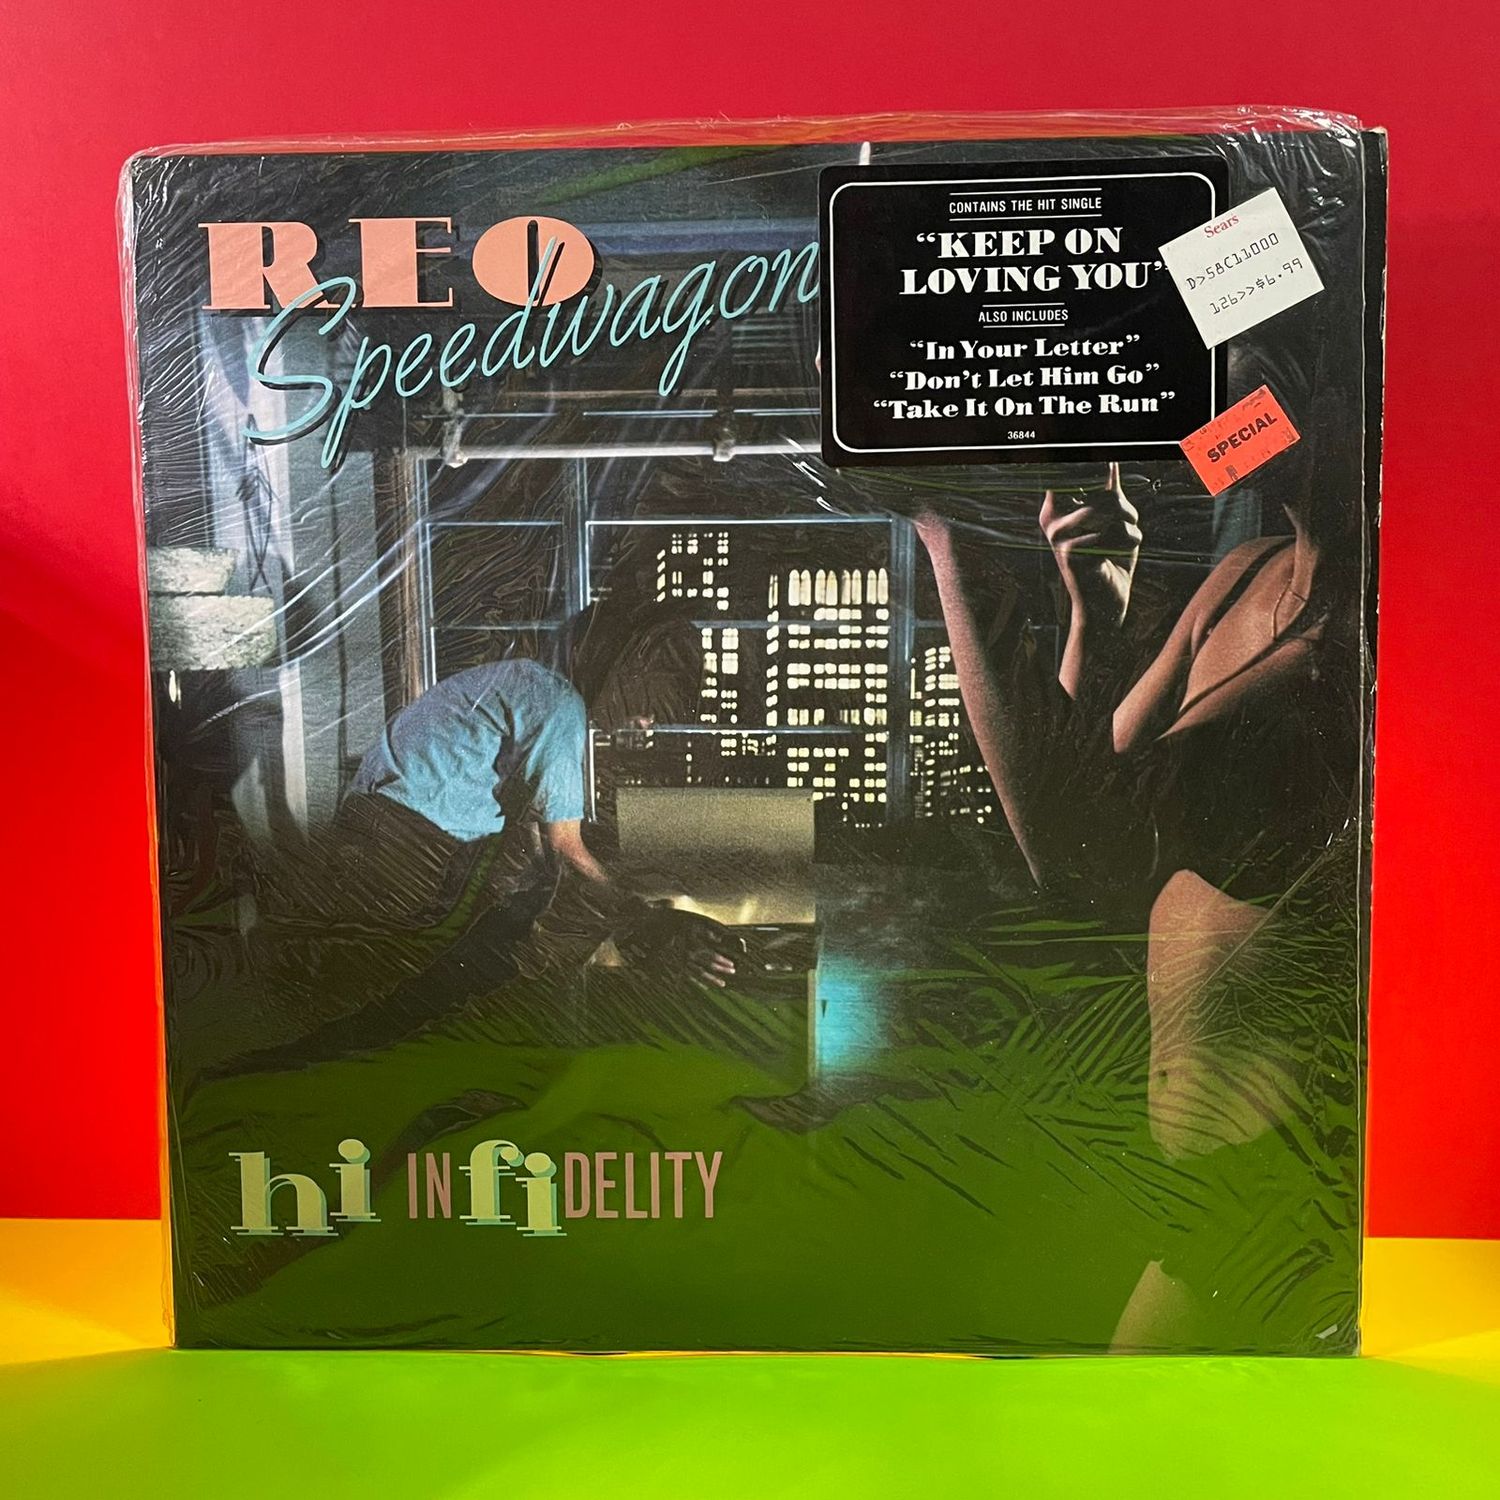 REO
Speedwagon
CONTAINS THE HIT SINGLE
“KEEP ON
LOVING YOU”
ALSO INCLUDES
“In Your Letter”
“Don't Let Him Go”
“Take It On The Run”
36844
Sears
D>58C11000
126>>$6.99
SPECIAL
hi INfiDELITY